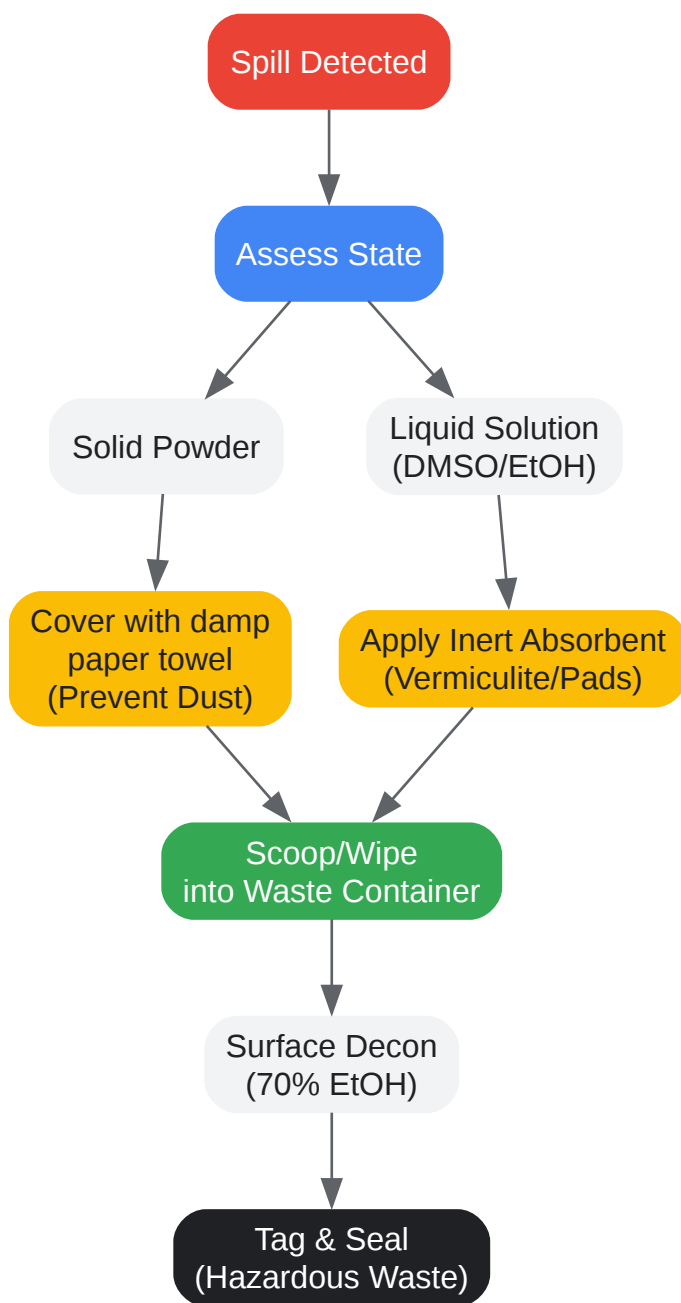 Spill Detected
Assess State
Solid Powder
Liquid Solution
(DMSO/EtOH)
Cover with damp
paper towel
(Prevent Dust)
Apply Inert Absorbent
(Vermiculite/Pads)
Scoop/Wipe
into Waste Container
Surface Decon
(70% EtOH)
Tag & Seal
(Hazardous Waste)